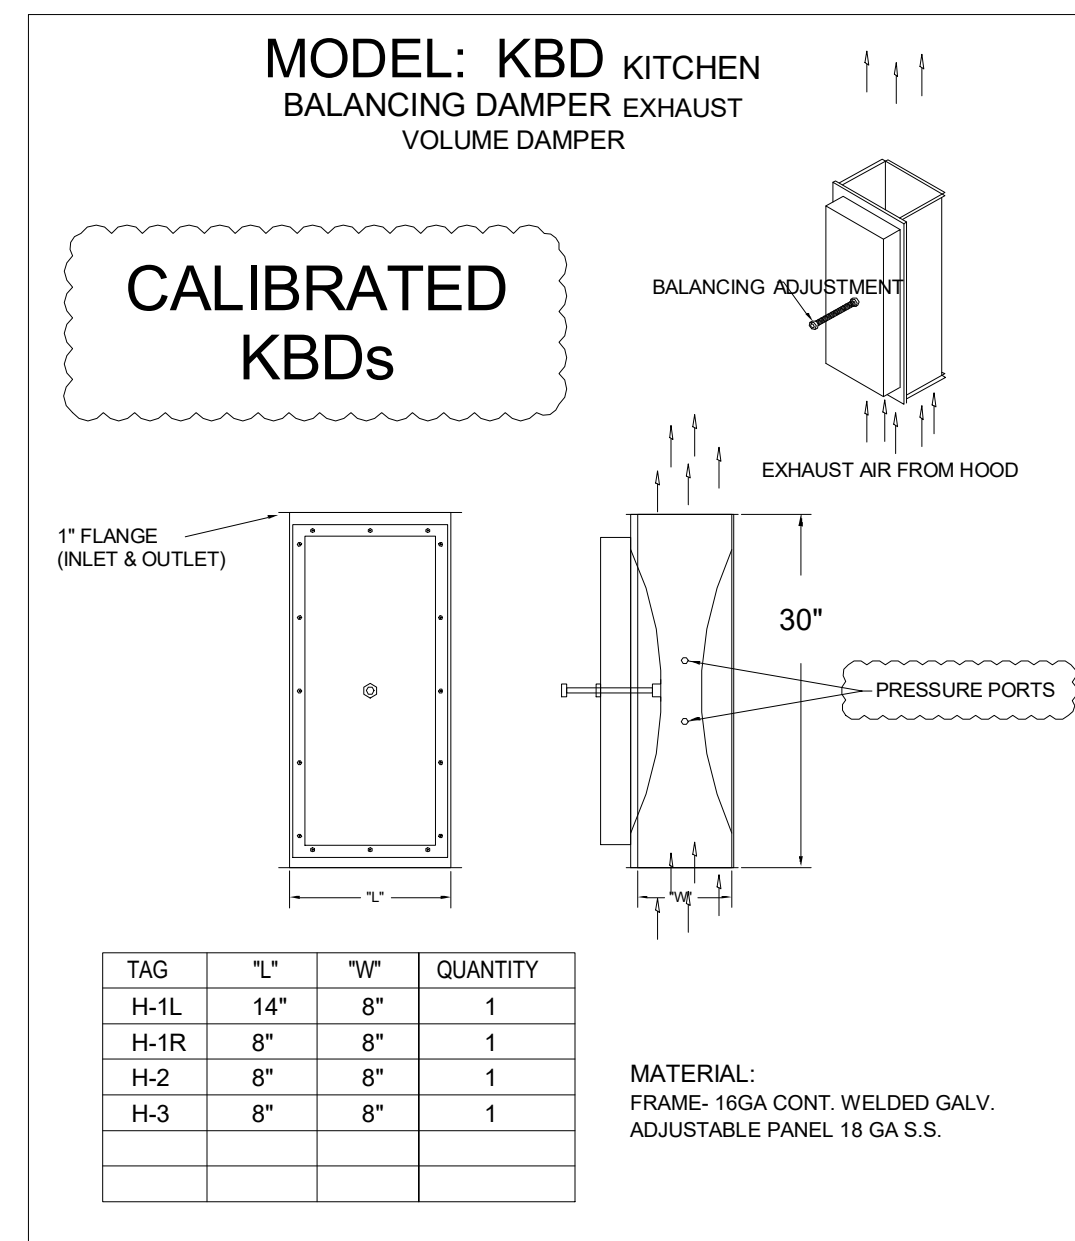 MODEL: KBD KITCHEN
BALANCING DAMPER EXHAUST
VOLUME DAMPER
CALIBRATED
KBDs
BALANCING ADJUSTMENT
EXHAUST AIR FROM HOOD
1" FLANGE
(INLET & OUTLET)
30"
PRESSURE PORTS
"L"
"W"
TAG "L" "W" QUANTITY
H-1L 14" 8" 1
H-1R 8" 8" 1
H-2 8" 8" 1
H-3 8" 8" 1
MATERIAL:
FRAME- 16GA CONT. WELDED GALV.
ADJUSTABLE PANEL 18 GA S.S.